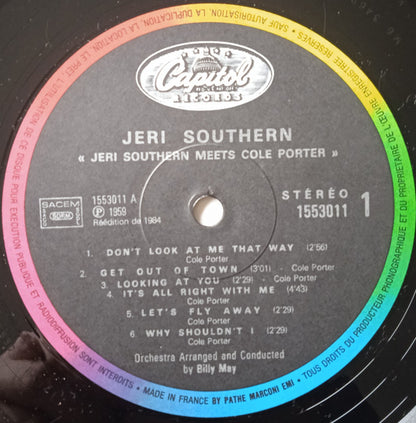 SAUF AUTORISATION, LA DUPLICATION, LA LOCATION, LE PRÊT, L'UTILISATION DE CE DISQUE POUR EXÉCUTION PUBLIQUE ET RADIODIFFUSION SONT INTERDITS • MADE IN FRANCE BY PATHE MARCONI EMI • TOUS DROITS DU PRODUCTEUR PHONOGRAPHIQUE ET DU PROPRIETAIRE DE L'ŒUVRE ENREGISTRÉE RÉSERVÉS •
Capitol
RECORDS
JERI SOUTHERN
« JERI SOUTHERN MEETS COLE PORTER »
SACEM
SDRM
1553011 A
Ⓟ 1959
Réédition de 1984
STÉRÉO
1553011 1
1. DON'T LOOK AT ME THAT WAY (2'56)
Cole Porter
2. GET OUT OF TOWN (3'01) - Cole Porter
3. LOOKING AT YOU (2'29) - Cole Porter
4. IT'S ALL RIGHT WITH ME (4'43)
Cole Porter
5. LET'S FLY AWAY (2'29)
Cole Porter
6. WHY SHOULDN'T I (2'29)
Cole Porter
Orchestra Arranged and Conducted
by Billy May